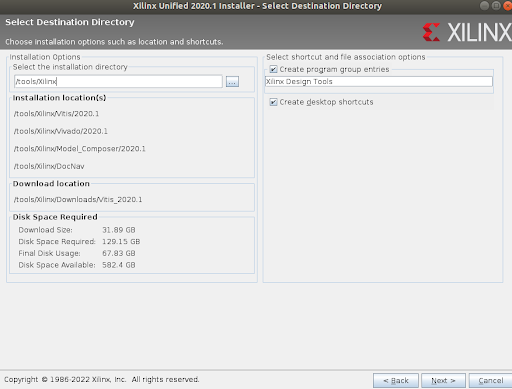 Xilinx Unified 2020.1 Installer - Select Destination Directory
Select Destination Directory
Choose installation options such as location and shortcuts.
XILINX
Installation Options
Select the installation directory
/tools/Xilinx
...
Installation location(s)
/tools/Xilinx/Vitis/2020.1
/tools/Xilinx/Vivado/2020.1
/tools/Xilinx/Model_Composer/2020.1
/tools/Xilinx/DocNav
Download location
/tools/Xilinx/Downloads/Vitis_2020.1
Disk Space Required
Download Size: 31.89 GB
Disk Space Required: 129.15 GB
Final Disk Usage: 67.83 GB
Disk Space Available: 582.4 GB
Select shortcut and file association options
Create program group entries
Xilinx Design Tools
Create desktop shortcuts
Copyright © 1986-2022 Xilinx, Inc. All rights reserved.
< Back
Next >
Cancel